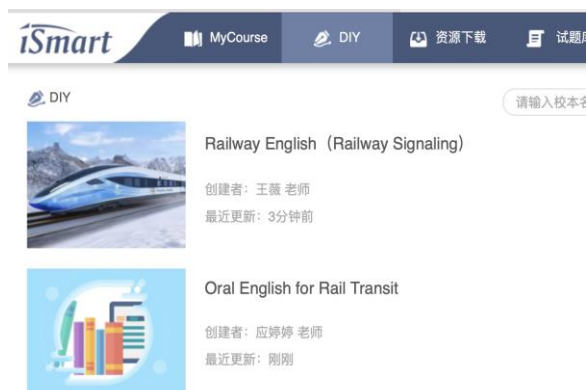 iSmart
MyCourse
DIY
资源下载
试题库
DIY
请输入校本名
Railway English（Railway Signaling）
创建者：王薇 老师
最近更新：3分钟前
Oral English for Rail Transit
创建者：应婷婷 老师
最近更新：刚刚